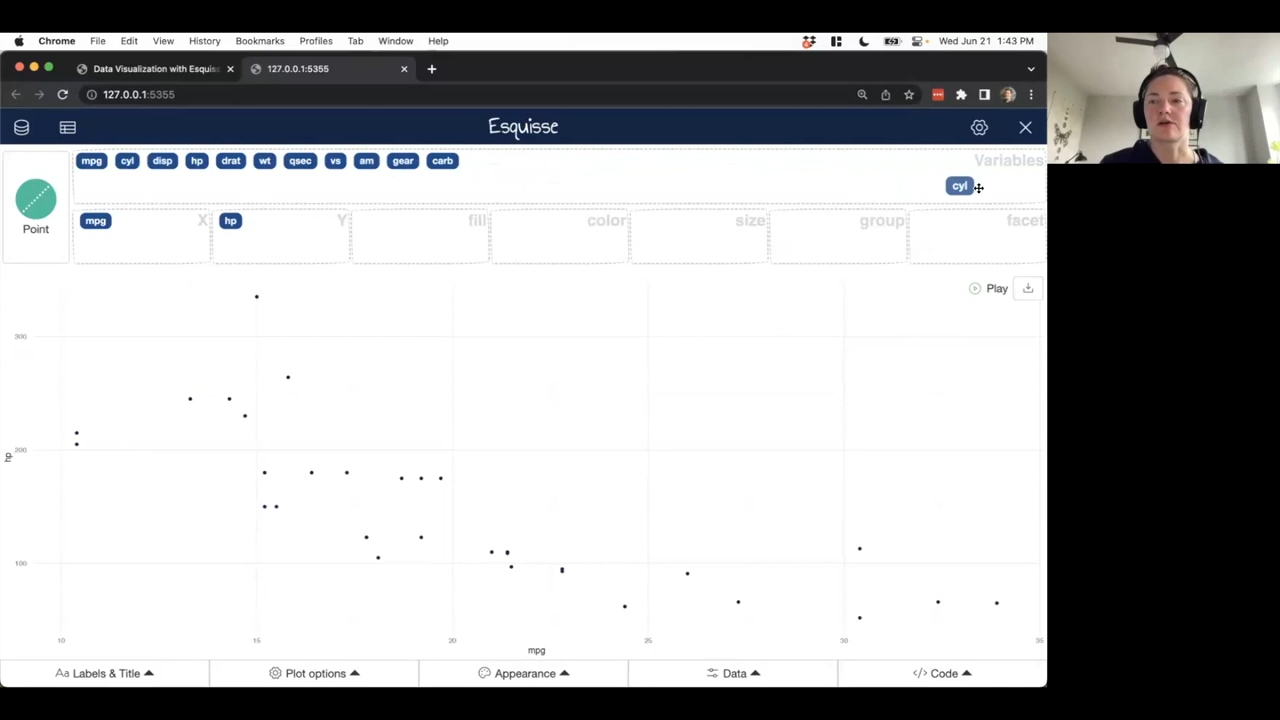 Chrome File Edit View History Bookmarks Profiles Tab Window Help Wed Jun 21 1:43 PM
Data Visualization with Esquiss 127.0.0.1:5355
127.0.0.1:5355
Esquisse
mpg cyl disp hp drat wt qsec vs am gear carb Variables
cyl
Point
mpg X hp Y fill color size group facet
Play
300
200
100
hp
10 15 20 25 30 35
mpg
Aa Labels & Title Plot options Appearance Data </> Code